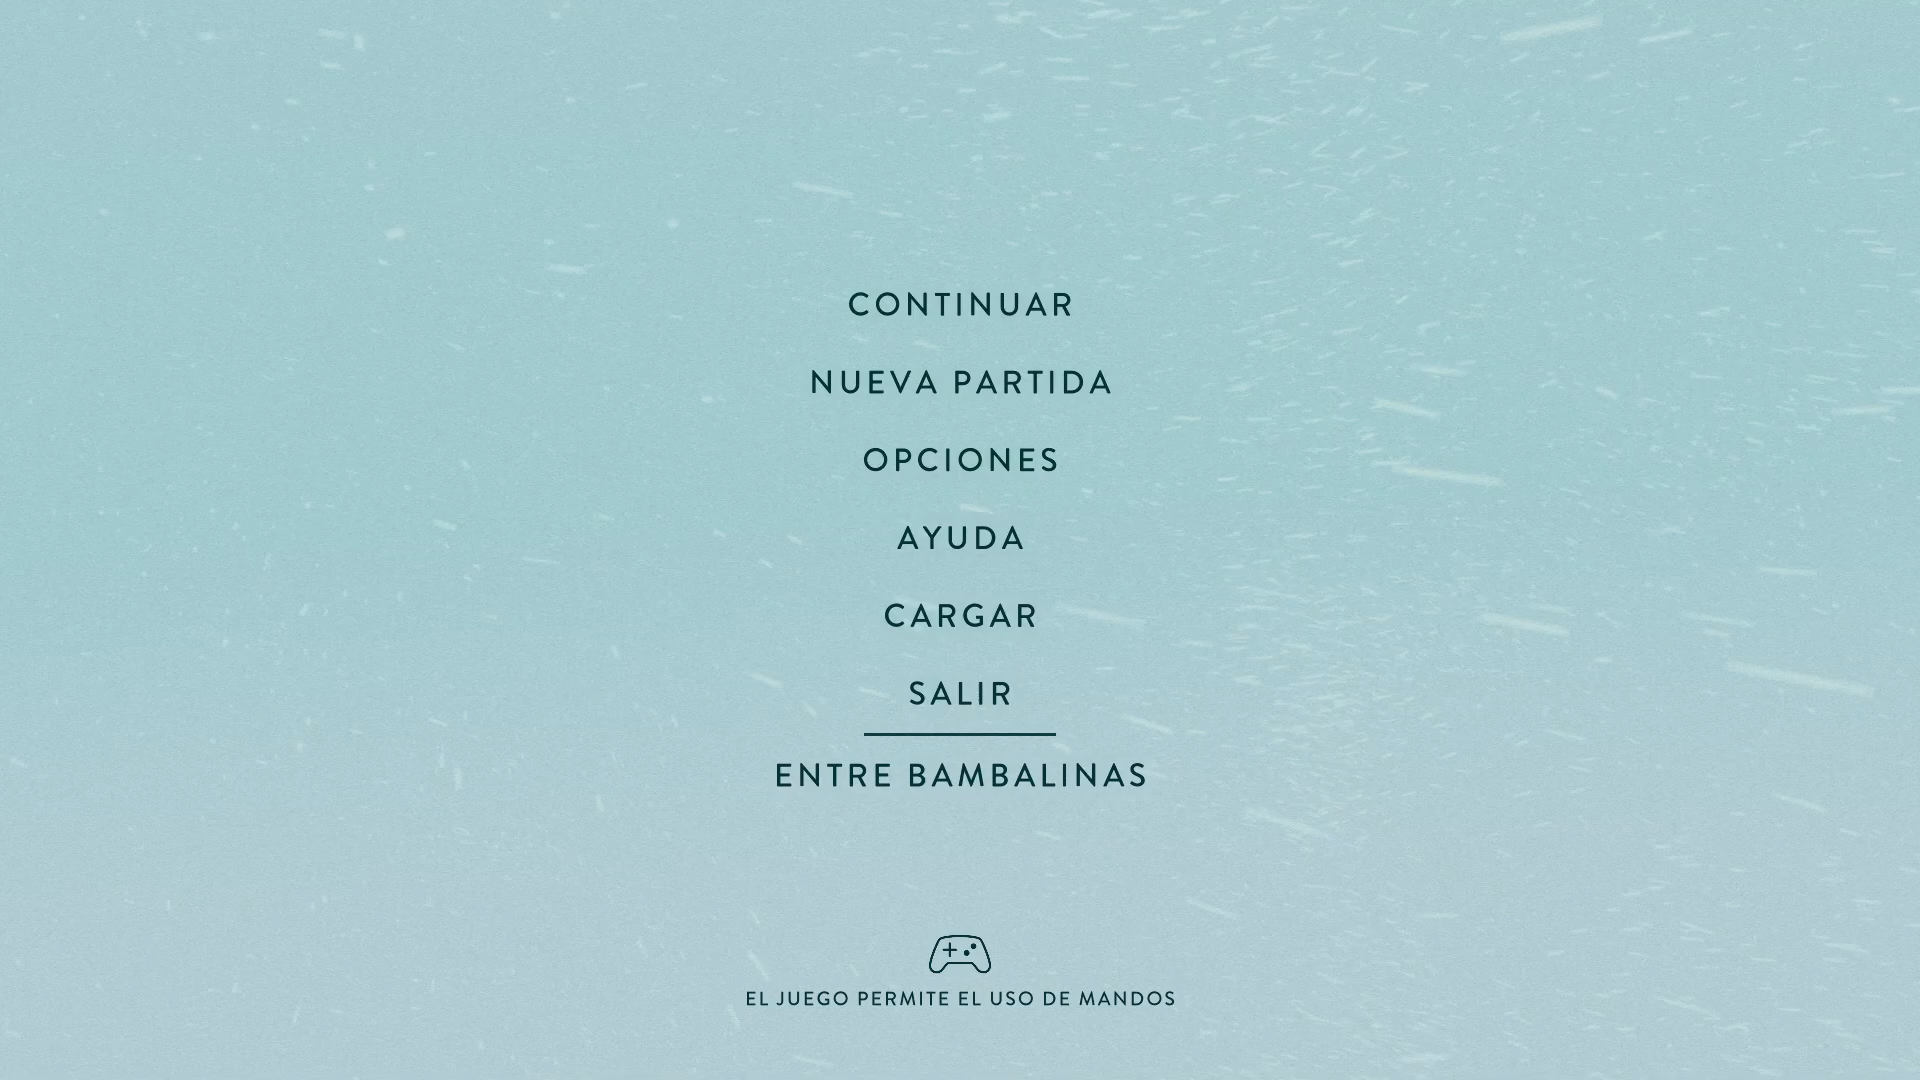 CONTINUAR
NUEVA PARTIDA
OPCIONES
AYUDA
CARGAR
SALIR
ENTRE BAMBALINAS
EL JUEGO PERMITE EL USO DE MANDOS